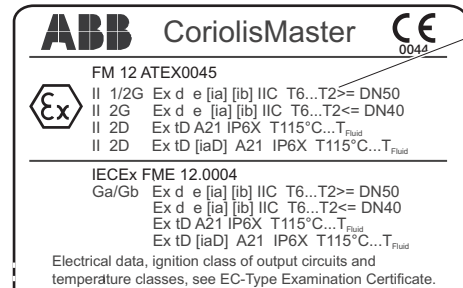 ABB CoriolisMaster CE
0044
FM 12 ATEX0045
Ex II 1/2G Ex d e [ia] [ib] IIC T6...T2>= DN50
II 2G Ex d e [ia] [ib] IIC T6...T2<= DN40
II 2D Ex tD A21 IP6X T115°C...TFluid
II 2D Ex tD [iaD] A21 IP6X T115°C...TFluid
IECEx FME 12.0004
Ga/Gb Ex d e [ia] [ib] IIC T6...T2>= DN50
Ex d e [ia] [ib] IIC T6...T2<= DN40
Ex tD A21 IP6X T115°C...TFluid
Ex tD [iaD] A21 IP6X T115°C...TFluid
Electrical data, ignition class of output circuits and
temperature classes, see EC-Type Examination Certificate.